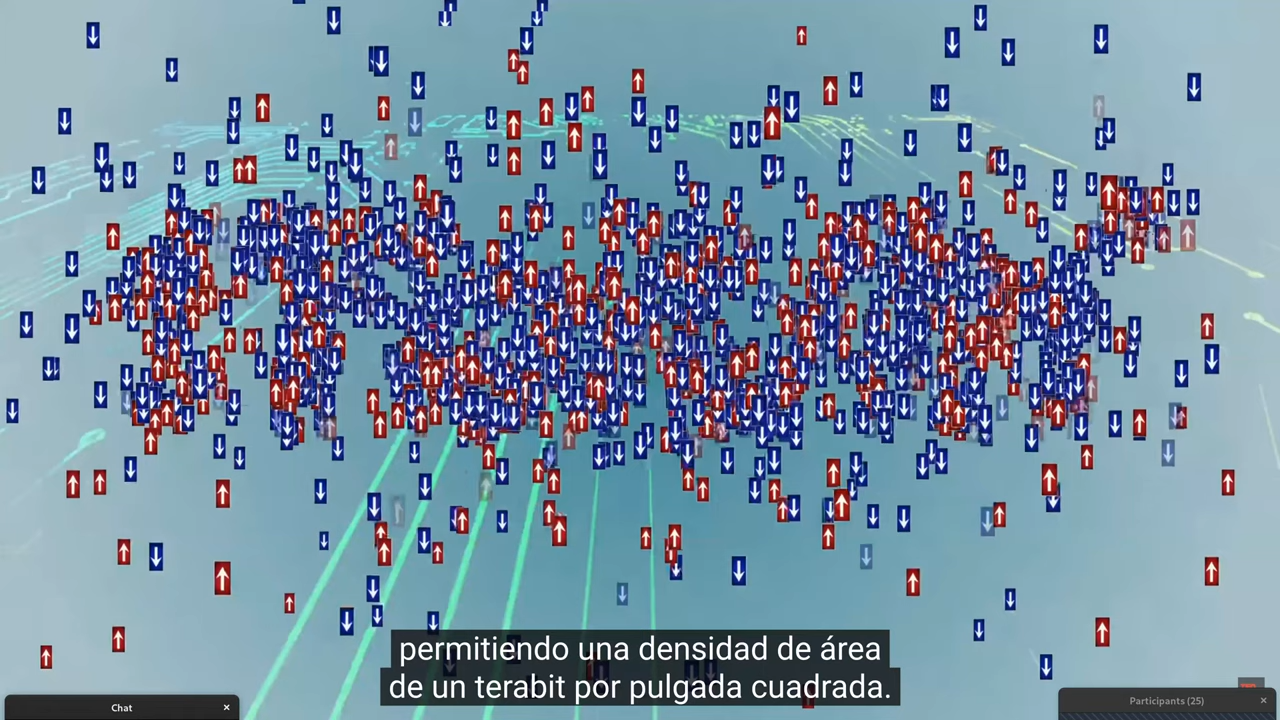 permitiendo una densidad de área
de un terabit por pulgada cuadrada.
Chat
×
Participants (25)
×